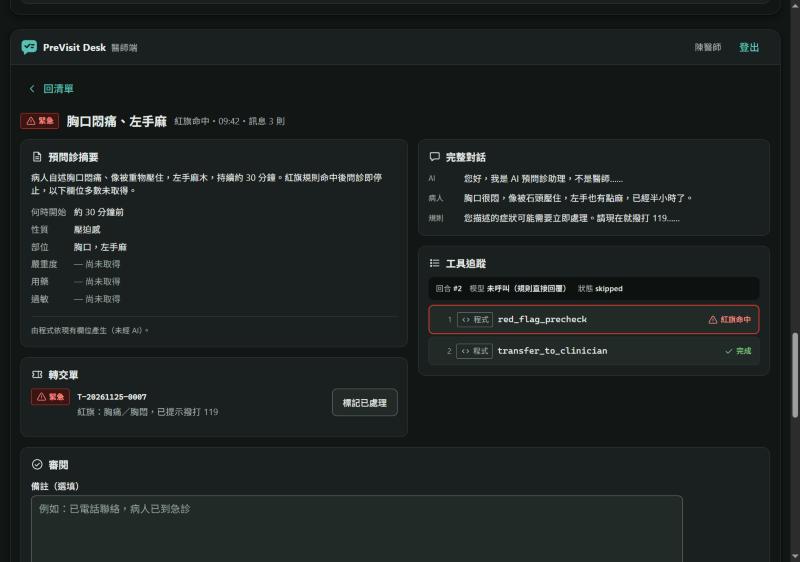 PreVisit Desk 醫師端
陳醫師 登出
回清單
緊急 胸口悶痛、左手麻 紅旗命中・09:42・訊息 3 則
預問診摘要
病人自述胸口悶痛、像被重物壓住，左手麻木，持續約 30 分鐘。紅旗規則命中後問診即停
止，以下欄位多數未取得。
何時開始 約 30 分鐘前
性質 壓迫感
部位 胸口，左手麻
嚴重度 — 尚未取得
用藥 — 尚未取得
過敏 — 尚未取得
由程式依現有欄位產生（未經 AI）。
轉交單
緊急 T-20261125-0007
紅旗：胸痛／胸悶，已提示撥打 119
標記已處理
完整對話
AI 您好，我是 AI 預問診助理，不是醫師……
病人 胸口很悶，像被石頭壓住，左手也有點麻，已經半小時了。
規則 您描述的症狀可能需要立即處理。請現在就撥打 119……
工具追蹤
回合 #2 模型 未呼叫（規則直接回覆） 狀態 skipped
1 <> 程式 red_flag_precheck 紅旗命中
2 <> 程式 transfer_to_clinician 完成
審閱
備註（選填）
例如：已電話聯絡，病人已到急診